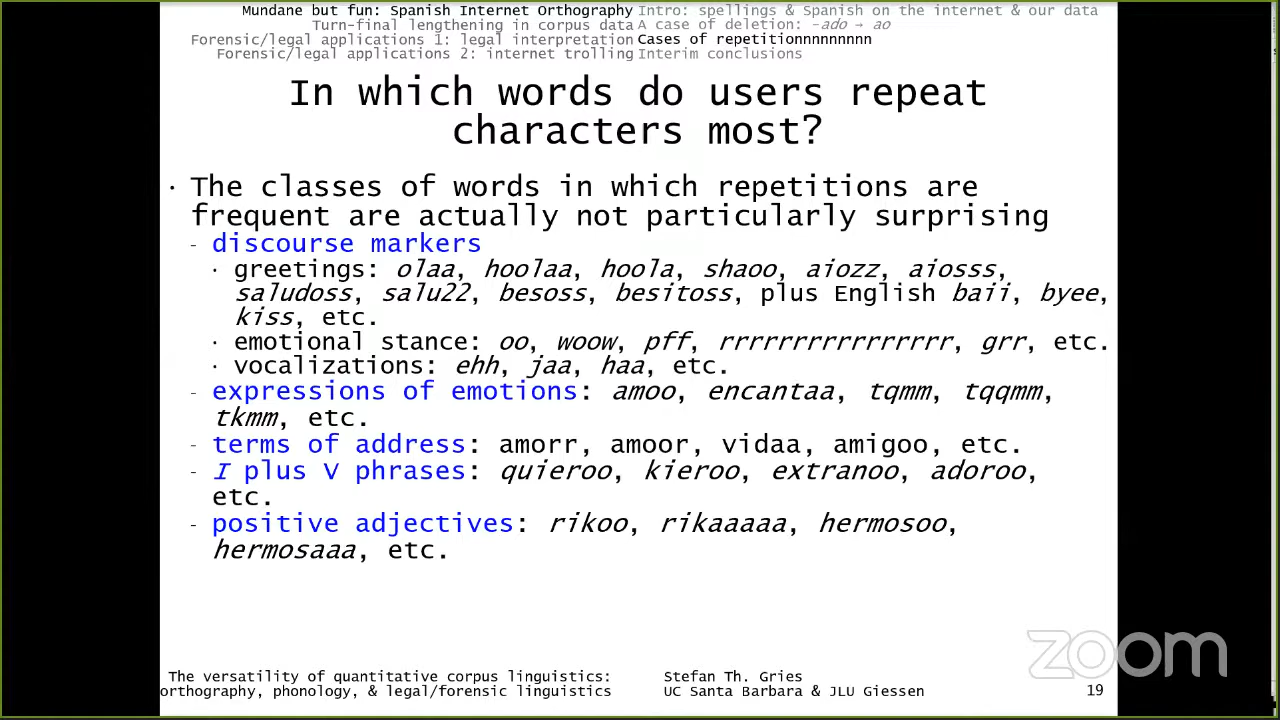 Mundane but fun: Spanish Internet Orthography Intro: spellings & Spanish on the internet & our data
Turn-final lengthening in corpus data A case of deletion: -ado → ao
Forensic/legal applications 1: legal interpretation Cases of repetitionnnnnnnnn
Forensic/legal applications 2: internet trolling Interim conclusions
In which words do users repeat
characters most?
· The classes of words in which repetitions are
frequent are actually not particularly surprising
- discourse markers
· greetings: olaa, hoolaa, hoola, shaoo, aiozz, aiosss,
saludoss, salu22, besoss, besitoss, plus English baii, byee,
kiss, etc.
· emotional stance: oo, woow, pff, rrrrrrrrrrrrrrrr, grr, etc.
· vocalizations: ehh, jaa, haa, etc.
- expressions of emotions: amoo, encantaa, tqmm, tqqmm,
tkmm, etc.
- terms of address: amorr, amoor, vidaa, amigoo, etc.
- I plus V phrases: quieroo, kieroo, extranoo, adoroo,
etc.
- positive adjectives: rikoo, rikaaaaa, hermosoo,
hermosaaa, etc.
The versatility of quantitative corpus linguistics: Stefan Th. Gries
orthography, phonology, & legal/forensic linguistics UC Santa Barbara & JLU Giessen 19
zoom